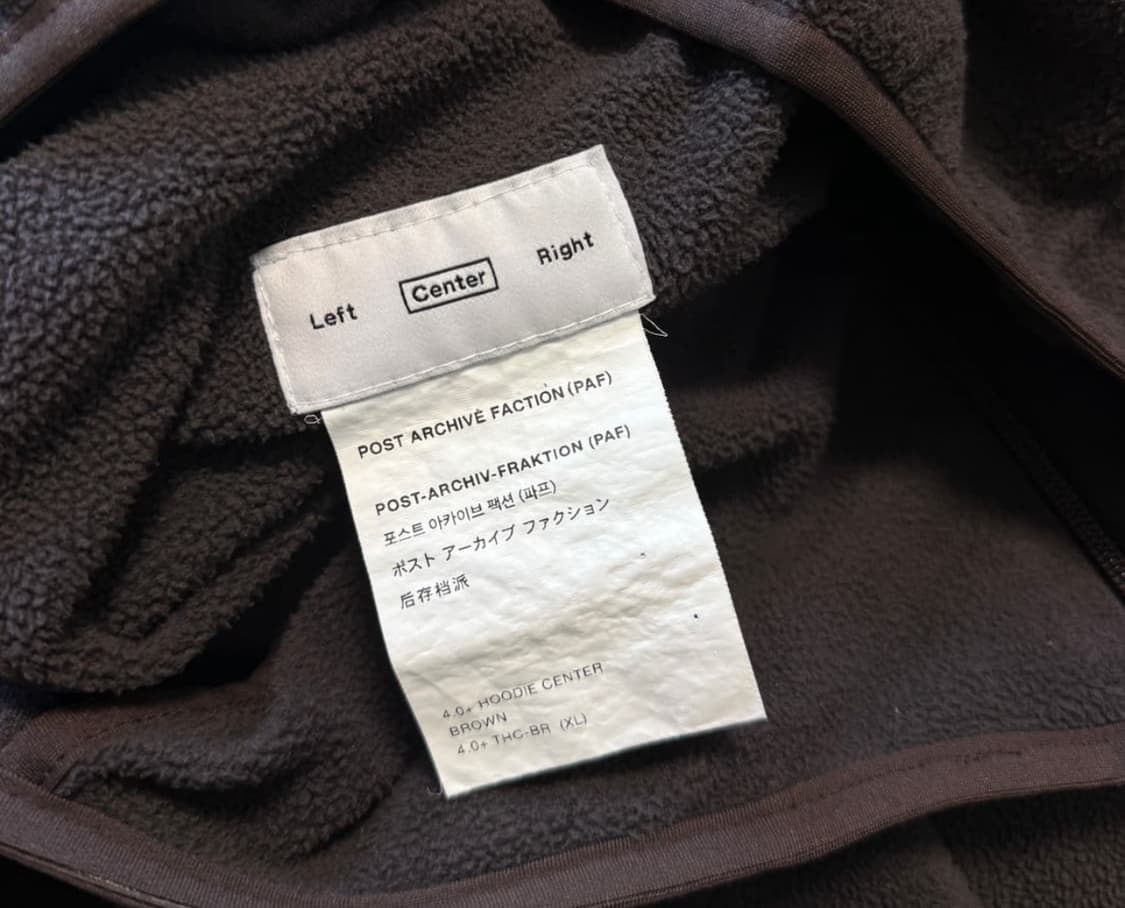 Left Center Right
POST ARCHIVE FACTION (PAF)
POST-ARCHIV-FRAKTION (PAF)
포스트 아카이브 팩션 (파프)
ポスト アーカイブ ファクション
后存档派
4.0+ HOODIE CENTER
BROWN
4.0+ THC-BR (XL)